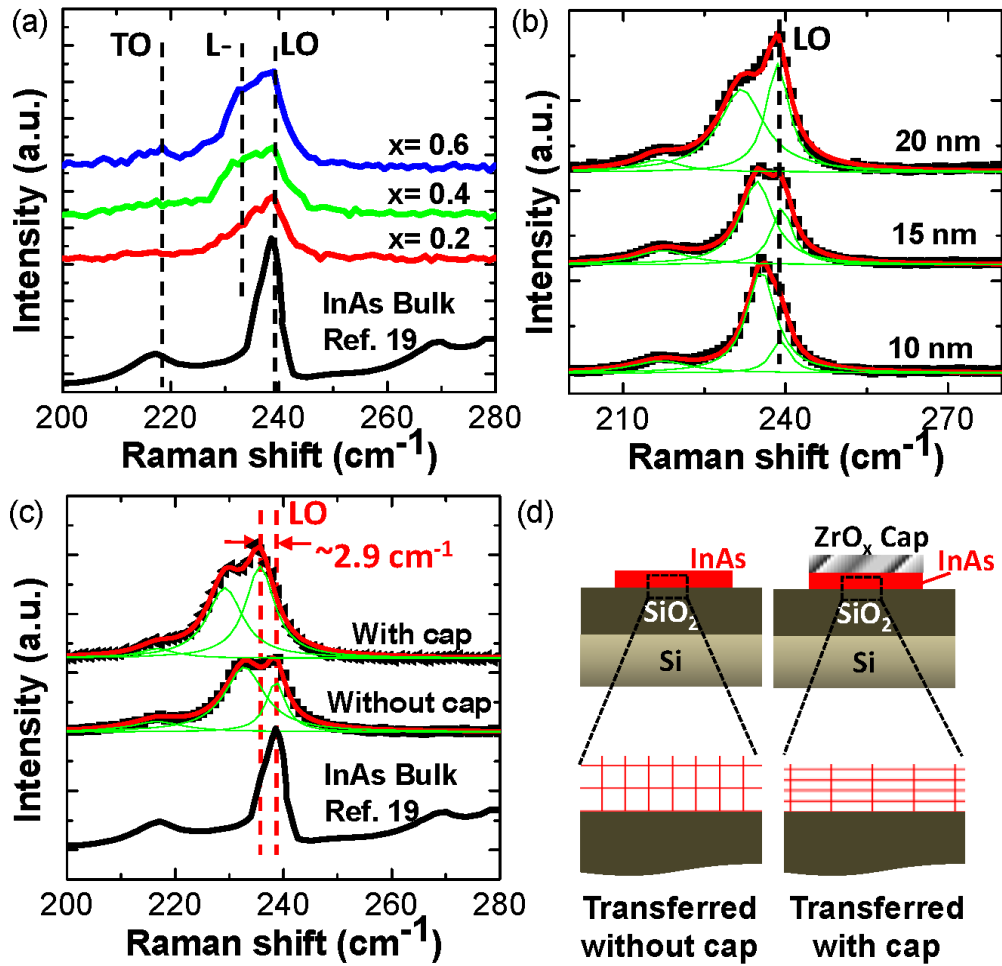 (a)
TO
L-
LO
x= 0.6
x= 0.4
x= 0.2
InAs Bulk
Ref. 19
Intensity (a.u.)
200 220 240 260 280
Raman shift (cm⁻¹)
(b)
LO
20 nm
15 nm
10 nm
Intensity (a.u.)
210 240 270
Raman shift (cm⁻¹)
(c)
LO
~2.9 cm⁻¹
With cap
Without cap
InAs Bulk
Ref. 19
Intensity (a.u.)
200 220 240 260 280
Raman shift (cm⁻¹)
(d)
InAs
SiO₂
Si
ZrOₓ Cap
InAs
SiO₂
Si
Transferred
without cap
Transferred
with cap